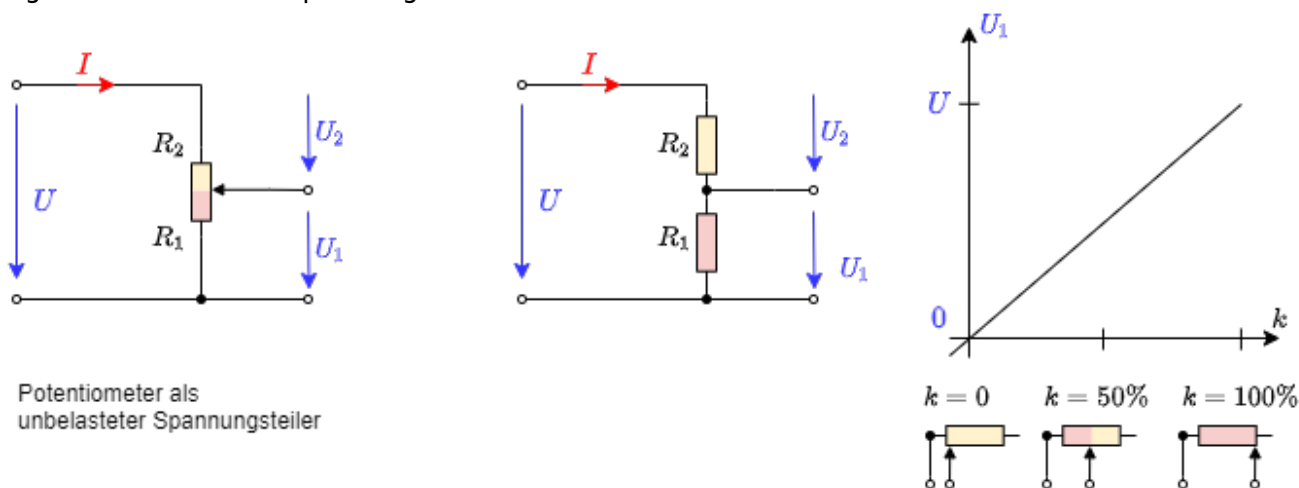 I
R₂
U
R₁
U₂
U₁
Potentiometer als
unbelasteter Spannungsteiler
I
R₂
U
R₁
U₂
U₁
U₁
U
0
k
k = 0 k = 50% k = 100%